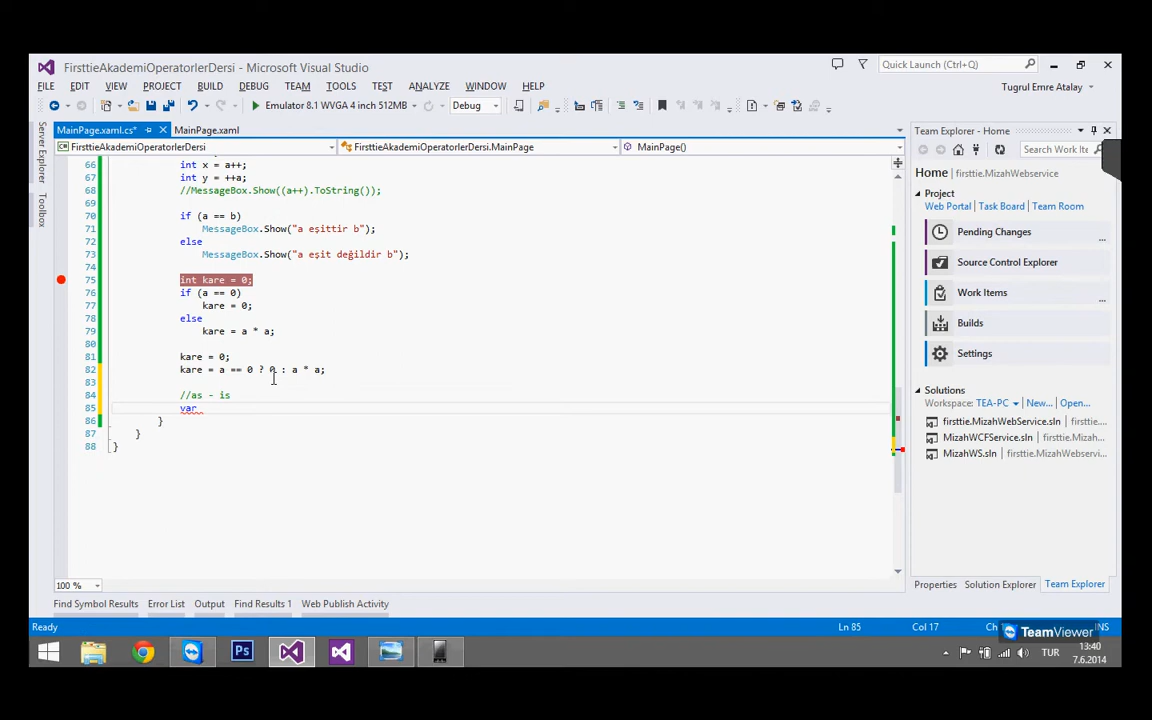 FirsttieAkademiOperatorlerDersi - Microsoft Visual Studio
Quick Launch (Ctrl+Q)
FILE EDIT VIEW PROJECT BUILD DEBUG TEAM TOOLS TEST ANALYZE WINDOW HELP
Tugrul Emre Atalay
Emulator 8.1 WVGA 4 inch 512MB Debug
MainPage.xaml.cs* MainPage.xaml
FirsttieAkademiOperatorlerDersi FirsttieAkademiOperatorlerDersi.MainPage MainPage()
Server Explorer
Toolbox
66 int x = a++;
67 int y = ++a;
68 //MessageBox.Show((a++).ToString());
69
70 if (a == b)
71 MessageBox.Show("a eşittir b");
72 else
73 MessageBox.Show("a eşit değildir b");
74
75 int kare = 0;
76 if (a == 0)
77 kare = 0;
78 else
79 kare = a * a;
80
81 kare = 0;
82 kare = a == 0 ? 0 : a * a;
83
84 //as - is
85 var
86 }
87 }
88 }
100 %
Team Explorer - Home
Search Work Ite
Home firsttie.MizahWebservice
Project
Web Portal Task Board Team Room
Pending Changes
...
Source Control Explorer
Work Items
...
Builds
Settings
Solutions
Workspace: TEA-PC New... Open...
firsttie.MizahWebService.sln firsttie....
MizahWCFService.sln firsttie.Mizah...
MizahWS.sln firsttie.MizahWebservi...
Properties Solution Explorer Team Explorer
Find Symbol Results Error List Output Find Results 1 Web Publish Activity
Ready Ln 85 Col 17 INS
TeamViewer
TUR
13:40
7.6.2014